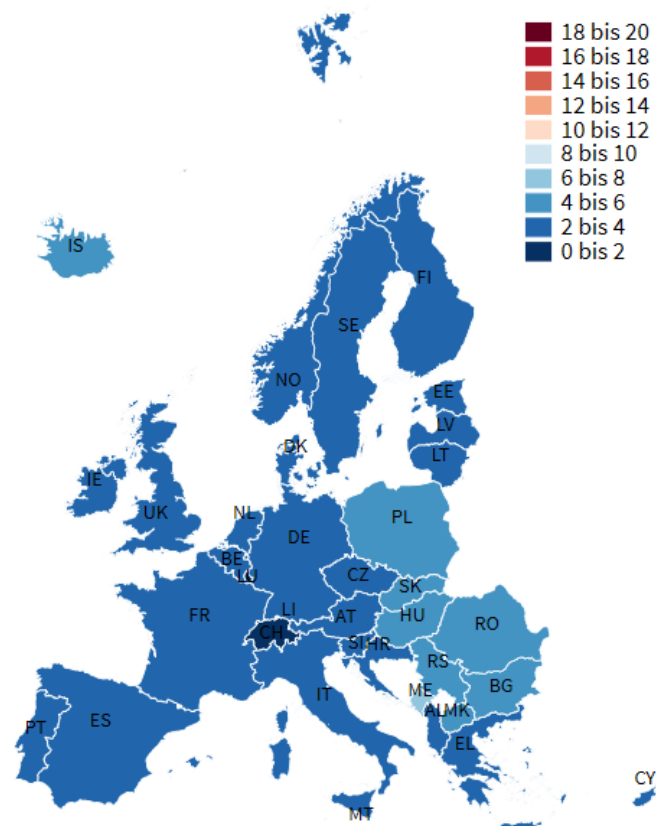 18 bis 20
16 bis 18
14 bis 16
12 bis 14
10 bis 12
8 bis 10
6 bis 8
4 bis 6
2 bis 4
0 bis 2
IS
FI
SE
NO
EE
LV
DK
LT
IE
UK
NL
PL
DE
BE
LU
CZ
SK
FR
LI
AT
HU
RO
CH
SI
HR
RS
IT
ME
BG
PT
ES
AL
MK
EL
CY
MT